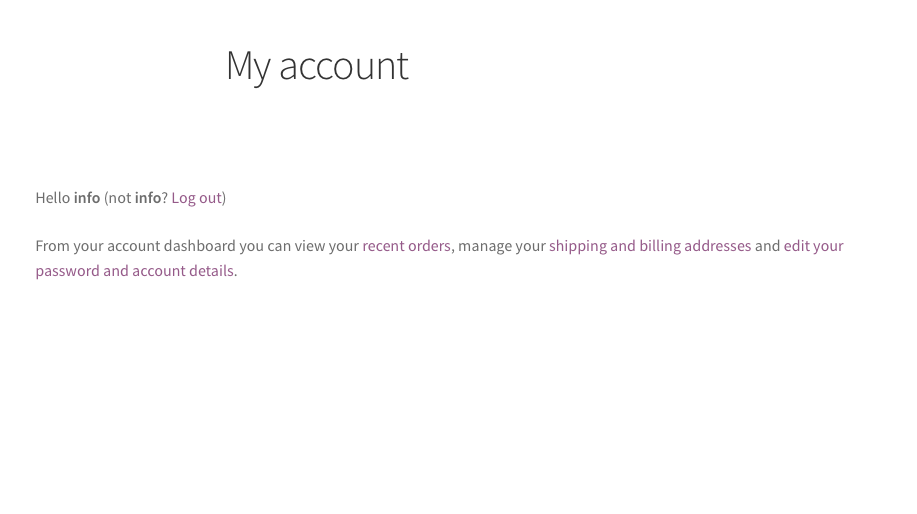 My account
Hello info (not info? Log out)
From your account dashboard you can view your recent orders, manage your shipping and billing addresses and edit your
password and account details.